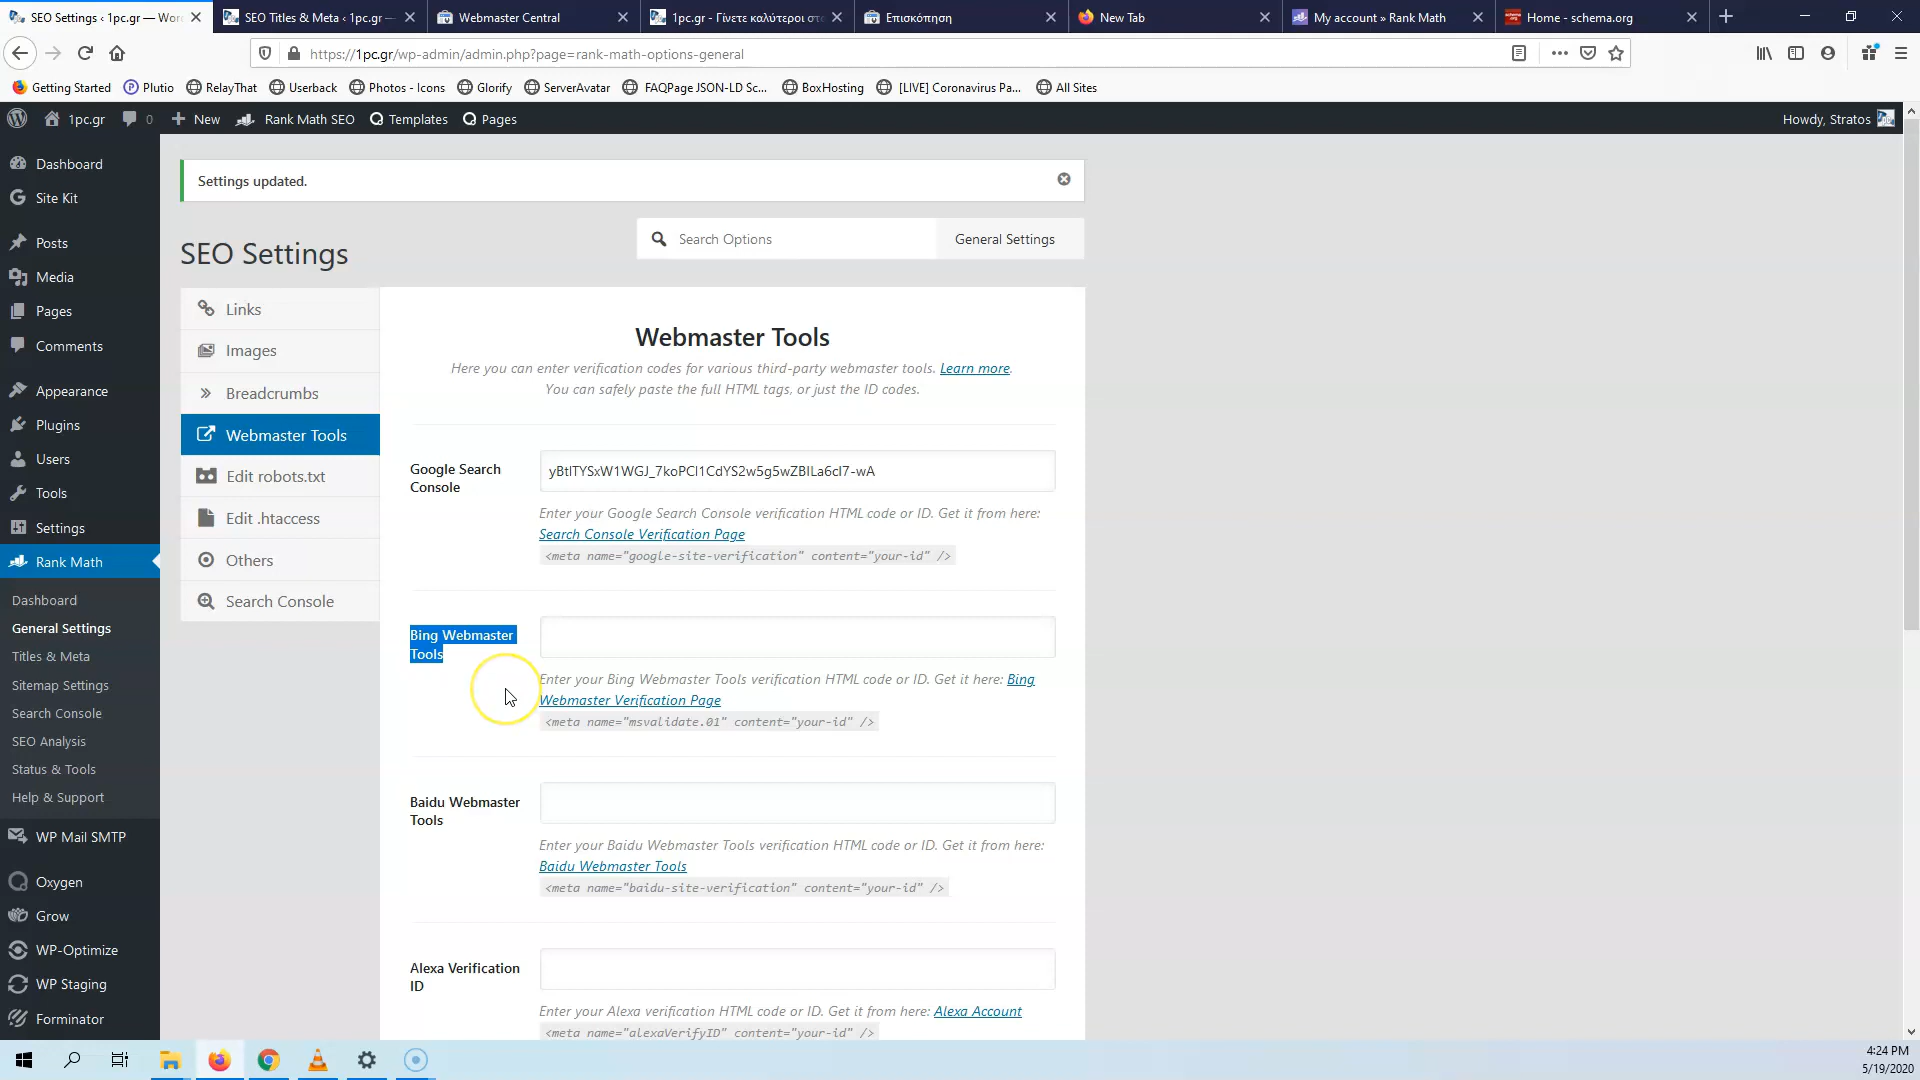 SEO Settings ‹ 1pc.gr — Wor
SEO Titles & Meta ‹ 1pc.gr —
Webmaster Central
1pc.gr - Γίνετε καλύτεροι στο
Επισκόπηση
New Tab
My account » Rank Math
Home - schema.org
https://1pc.gr/wp-admin/admin.php?page=rank-math-options-general
Getting Started
Plutio
RelayThat
Userback
Photos - Icons
Glorify
ServerAvatar
FAQPage JSON-LD Sc...
BoxHosting
[LIVE] Coronavirus Pa...
All Sites
1pc.gr
0
New
Rank Math SEO
Templates
Pages
Howdy, Stratos
Dashboard
Site Kit
Posts
Media
Pages
Comments
Appearance
Plugins
Users
Tools
Settings
Rank Math
Dashboard
General Settings
Titles & Meta
Sitemap Settings
Search Console
SEO Analysis
Status & Tools
Help & Support
WP Mail SMTP
Oxygen
Grow
WP-Optimize
WP Staging
Forminator
Settings updated.
SEO Settings
Search Options
General Settings
Links
Images
Breadcrumbs
Webmaster Tools
Edit robots.txt
Edit .htaccess
Others
Search Console
Webmaster Tools
Here you can enter verification codes for various third-party webmaster tools. Learn more.
You can safely paste the full HTML tags, or just the ID codes.
Google Search
Console
yBtlTYSxW1WGJ_7koPCl1CdYS2w5g5wZBILa6cI7-wA
Enter your Google Search Console verification HTML code or ID. Get it from here:
Search Console Verification Page
<meta name="google-site-verification" content="your-id" />
Bing Webmaster
Tools
Enter your Bing Webmaster Tools verification HTML code or ID. Get it here: Bing
Webmaster Verification Page
<meta name="msvalidate.01" content="your-id" />
Baidu Webmaster
Tools
Enter your Baidu Webmaster Tools verification HTML code or ID. Get it from here:
Baidu Webmaster Tools
<meta name="baidu-site-verification" content="your-id" />
Alexa Verification
ID
Enter your Alexa verification HTML code or ID. Get it from here: Alexa Account
<meta name="alexaVerifyID" content="your-id" />
4:24 PM
5/19/2020